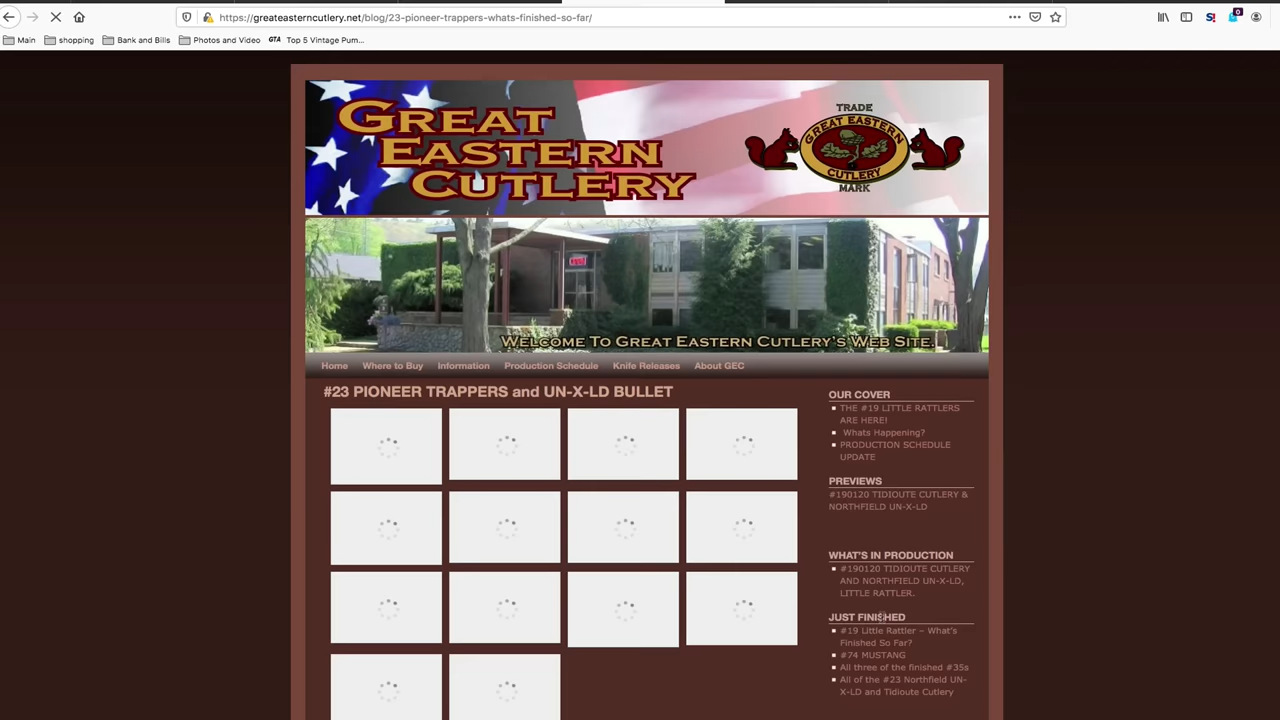 https://greateasterncutlery.net/blog/23-pioneer-trappers-whats-finished-so-far/
0
Main shopping Bank and Bills Photos and Video GTA Top 5 Vintage Pum...
GREAT
EASTERN
CUTLERY
TRADE
GREAT EASTERN
CUTLERY
MARK
OPEN
WELCOME TO GREAT EASTERN CUTLERY'S WEB SITE.
Home Where to Buy Information Production Schedule Knife Releases About GEC
#23 PIONEER TRAPPERS and UN-X-LD BULLET
OUR COVER
THE #19 LITTLE RATTLERS
ARE HERE!
Whats Happening?
PRODUCTION SCHEDULE
UPDATE
PREVIEWS
#190120 TIDIOUTE CUTLERY &
NORTHFIELD UN-X-LD
WHAT'S IN PRODUCTION
#190120 TIDIOUTE CUTLERY
AND NORTHFIELD UN-X-LD,
LITTLE RATTLER.
JUST FINISHED
#19 Little Rattler – What's
Finished So Far?
#74 MUSTANG
All three of the finished #35s
All of the #23 Northfield UN-
X-LD and Tidioute Cutlery